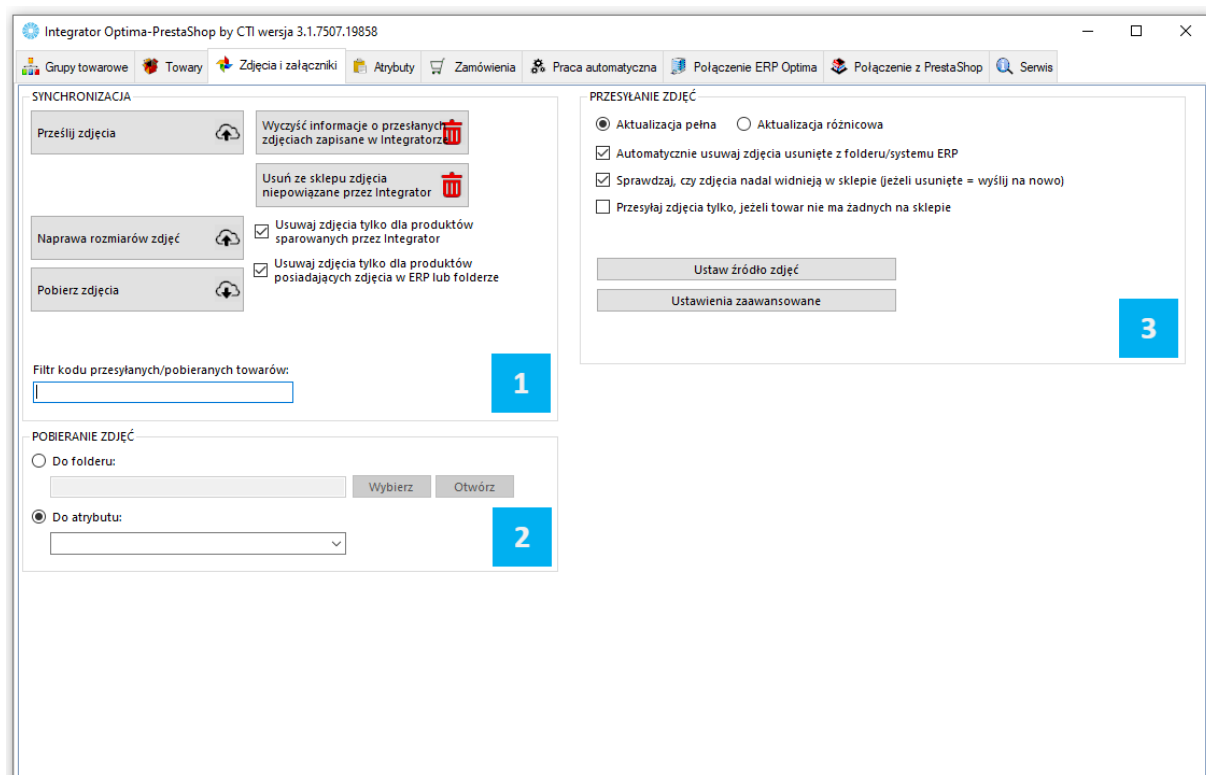 Integrator Optima-PrestaShop by CTI wersja 3.1.7507.19858
Grupy towarowe Towary Zdjęcia i załączniki Atrybuty Zamówienia Praca automatyczna Połączenie ERP Optima Połączenie z PrestaShop Serwis
SYNCHRONIZACJA
Prześlij zdjęcia
Wyczyść informacje o przesłanych
zdjęciach zapisane w Integratorze
Usuń ze sklepu zdjęcia
niepowiązane przez Integrator
Naprawa rozmiarów zdjęć
Usuwaj zdjęcia tylko dla produktów
sparowanych przez Integrator
Usuwaj zdjęcia tylko dla produktów
posiadających zdjęcia w ERP lub folderze
Pobierz zdjęcia
Filtr kodu przesyłanych/pobieranych towarów:
1
POBIERANIE ZDJĘĆ
Do folderu:
Wybierz Otwórz
Do atrybutu:
2
PRZESYŁANIE ZDJĘĆ
Aktualizacja pełna Aktualizacja różnicowa
Automatycznie usuwaj zdjęcia usunięte z folderu/systemu ERP
Sprawdzaj, czy zdjęcia nadal widnieją w sklepie (jeżeli usunięte = wyślij na nowo)
Przesyłaj zdjęcia tylko, jeżeli towar nie ma żadnych na sklepie
Ustaw źródło zdjęć
Ustawienia zaawansowane
3